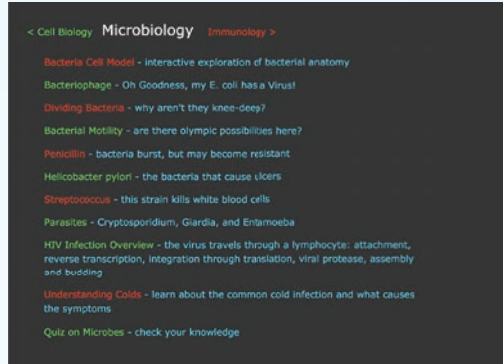 < Cell Biology Microbiology Immunology >
Bacteria Cell Model - interactive exploration of bacterial anatomy
Bacteriophage - Oh Goodness, my E. coli has a Virus!
Dividing Bacteria - why aren't they knee-deep?
Bacterial Motility - are there olympic possibilities here?
Penicillin - bacteria burst, but may become resistant
Helicobacter pylori - the bacteria that cause ulcers
Streptococcus - this strain kills white blood cells
Parasites - Cryptosporidium, Giardia, and Entamoeba
HIV Infection Overview - the virus travels through a lymphocyte: attachment,
reverse transcription, integration through translation, viral protease, assembly
and budding
Understanding Colds - learn about the common cold infection and what causes
the symptoms
Quiz on Microbes - check your knowledge